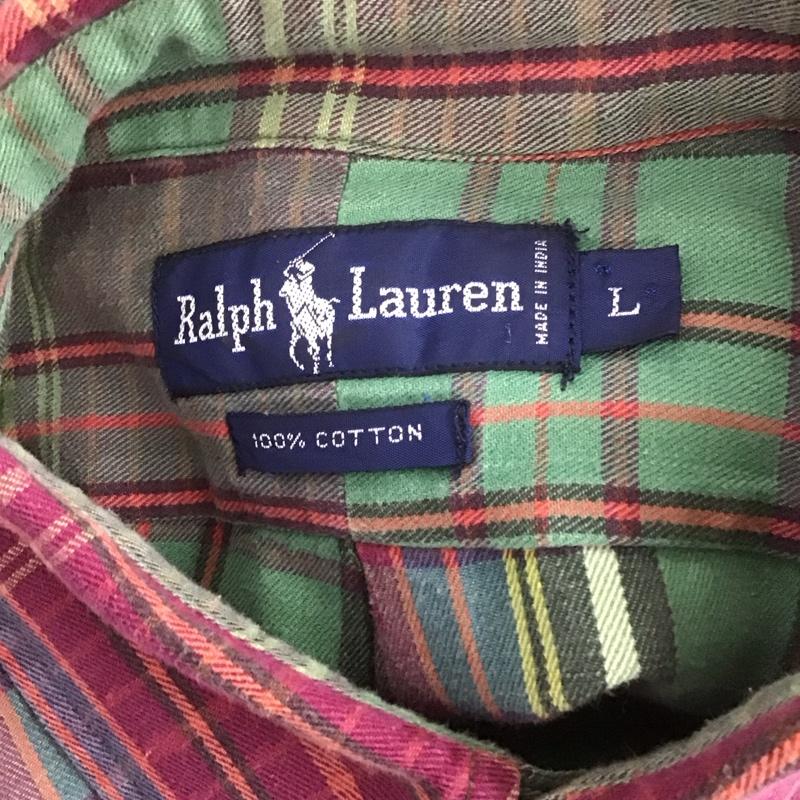 Ralph Lauren
MADE IN INDIA
L
100% COTTON